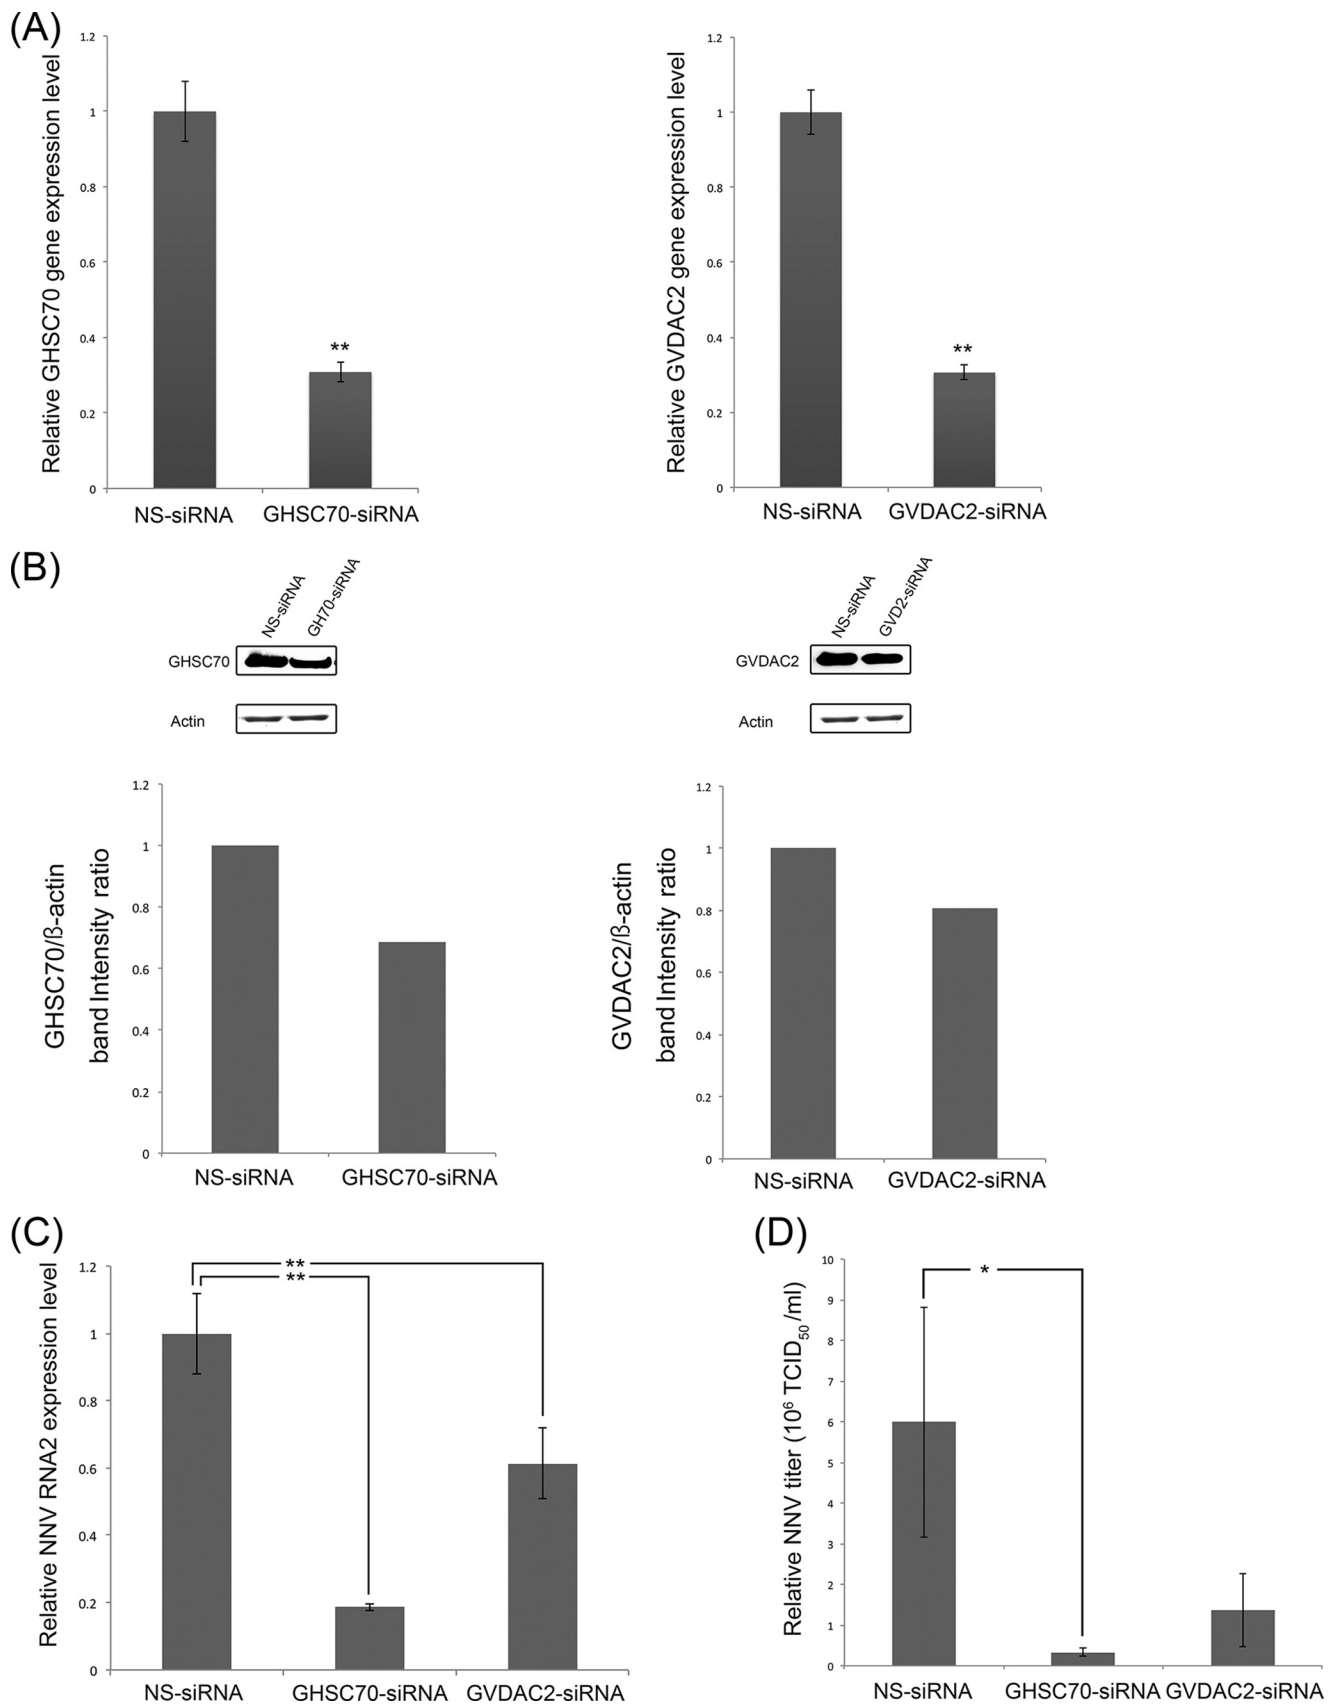 (A)
Relative GHSC70 gene expression level
1.2
1
0.8
0.6
0.4
0.2
0
**
NS-siRNA GHSC70-siRNA
Relative GVDAC2 gene expression level
1.2
1
0.8
0.6
0.4
0.2
0
**
NS-siRNA GVDAC2-siRNA
(B)
NS-siRNA
GH70-siRNA
GHSC70
Actin
NS-siRNA
GVD2-siRNA
GVDAC2
Actin
GHSC70/ß-actin
band Intensity ratio
1.2
1
0.8
0.6
0.4
0.2
0
NS-siRNA GHSC70-siRNA
GVDAC2/ß-actin
band Intensity ratio
1.2
1
0.8
0.6
0.4
0.2
0
NS-siRNA GVDAC2-siRNA
(C)
Relative NNV RNA2 expression level
1.2
1
0.8
0.6
0.4
0.2
0
**
**
NS-siRNA GHSC70-siRNA GVDAC2-siRNA
(D)
Relative NNV titer (10⁶ TCID₅₀/ml)
10
9
8
7
6
5
4
3
2
1
0
*
NS-siRNA GHSC70-siRNA GVDAC2-siRNA